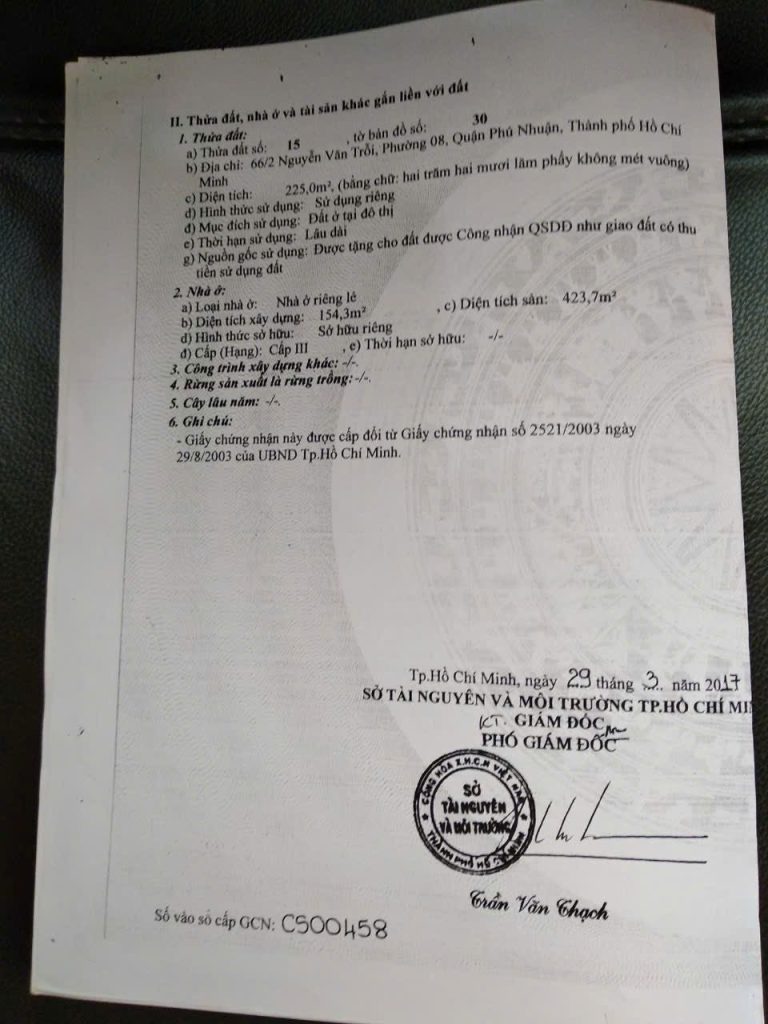 II. Thửa đất, nhà ở và tài sản khác gắn liền với đất
1. Thửa đất:
a) Thửa đất số: 15 , tờ bản đồ số: 30
b) Địa chỉ: 66/2 Nguyễn Văn Trỗi, Phường 08, Quận Phú Nhuận, Thành phố Hồ Chí
Minh
c) Diện tích: 225,0m², (bằng chữ: hai trăm hai mươi lăm phẩy không mét vuông)
d) Hình thức sử dụng: Sử dụng riêng
đ) Mục đích sử dụng: Đất ở tại đô thị
e) Thời hạn sử dụng: Lâu dài
g) Nguồn gốc sử dụng: Được tặng cho đất được Công nhận QSDĐ như giao đất có thu
tiền sử dụng đất
2. Nhà ở:
a) Loại nhà ở: Nhà ở riêng lẻ
b) Diện tích xây dựng: 154,3m² , c) Diện tích sàn: 423,7m²
d) Hình thức sở hữu: Sở hữu riêng
đ) Cấp (Hạng): Cấp III , e) Thời hạn sở hữu: -/-
3. Công trình xây dựng khác: -/-.
4. Rừng sản xuất là rừng trồng: -/-.
5. Cây lâu năm: -/-.
6. Ghi chú:
- Giấy chứng nhận này được cấp đổi từ Giấy chứng nhận số 2521/2003 ngày
29/8/2003 của UBND Tp.Hồ Chí Minh.
Tp.Hồ Chí Minh, ngày 29 tháng 3 năm 2017
SỞ TÀI NGUYÊN VÀ MÔI TRƯỜNG TP.HỒ CHÍ MI
KT. GIÁM ĐỐC
PHÓ GIÁM ĐỐC
CỘNG HÒA X.H.C.N VIỆT NAM
SỞ
TÀI NGUYÊN
VÀ MÔI TRƯỜNG
THÀNH PHỐ HỒ CHÍ MINH
Trần Văn Thạch
Số vào sổ cấp GCN: CS00458